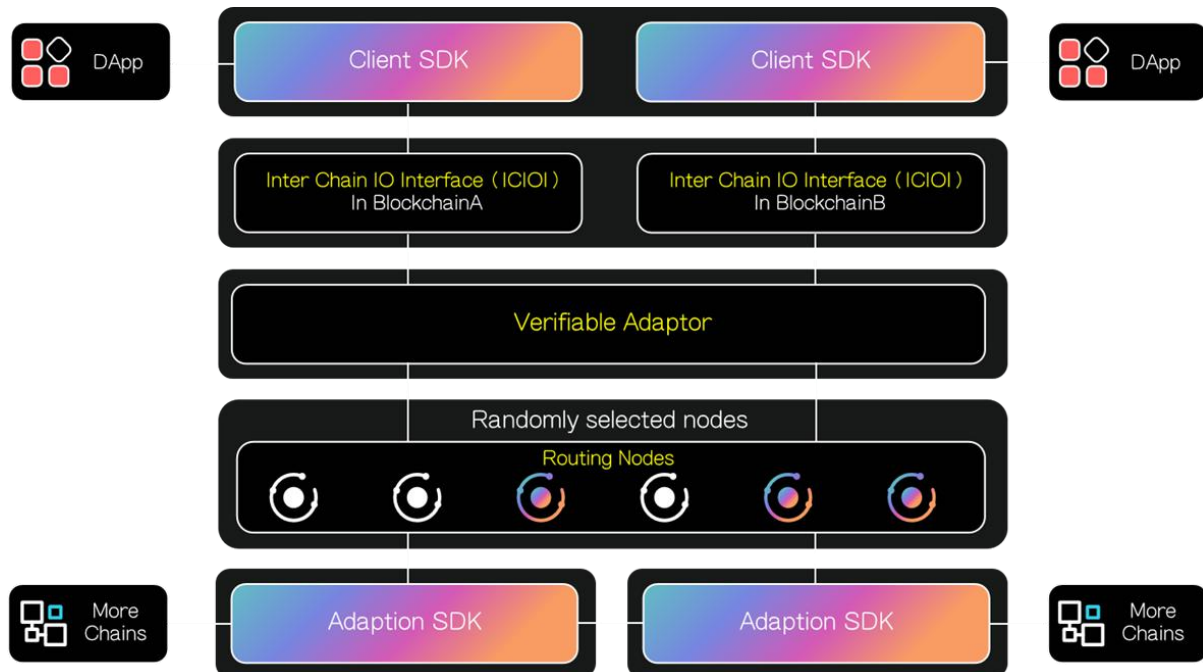 DApp
Client SDK
Client SDK
DApp
Inter Chain IO Interface (ICIOI)
In BlockchainA
Inter Chain IO Interface (ICIOI)
In BlockchainB
Verifiable Adaptor
Randomly selected nodes
Routing Nodes
More
Chains
Adaption SDK
Adaption SDK
More
Chains